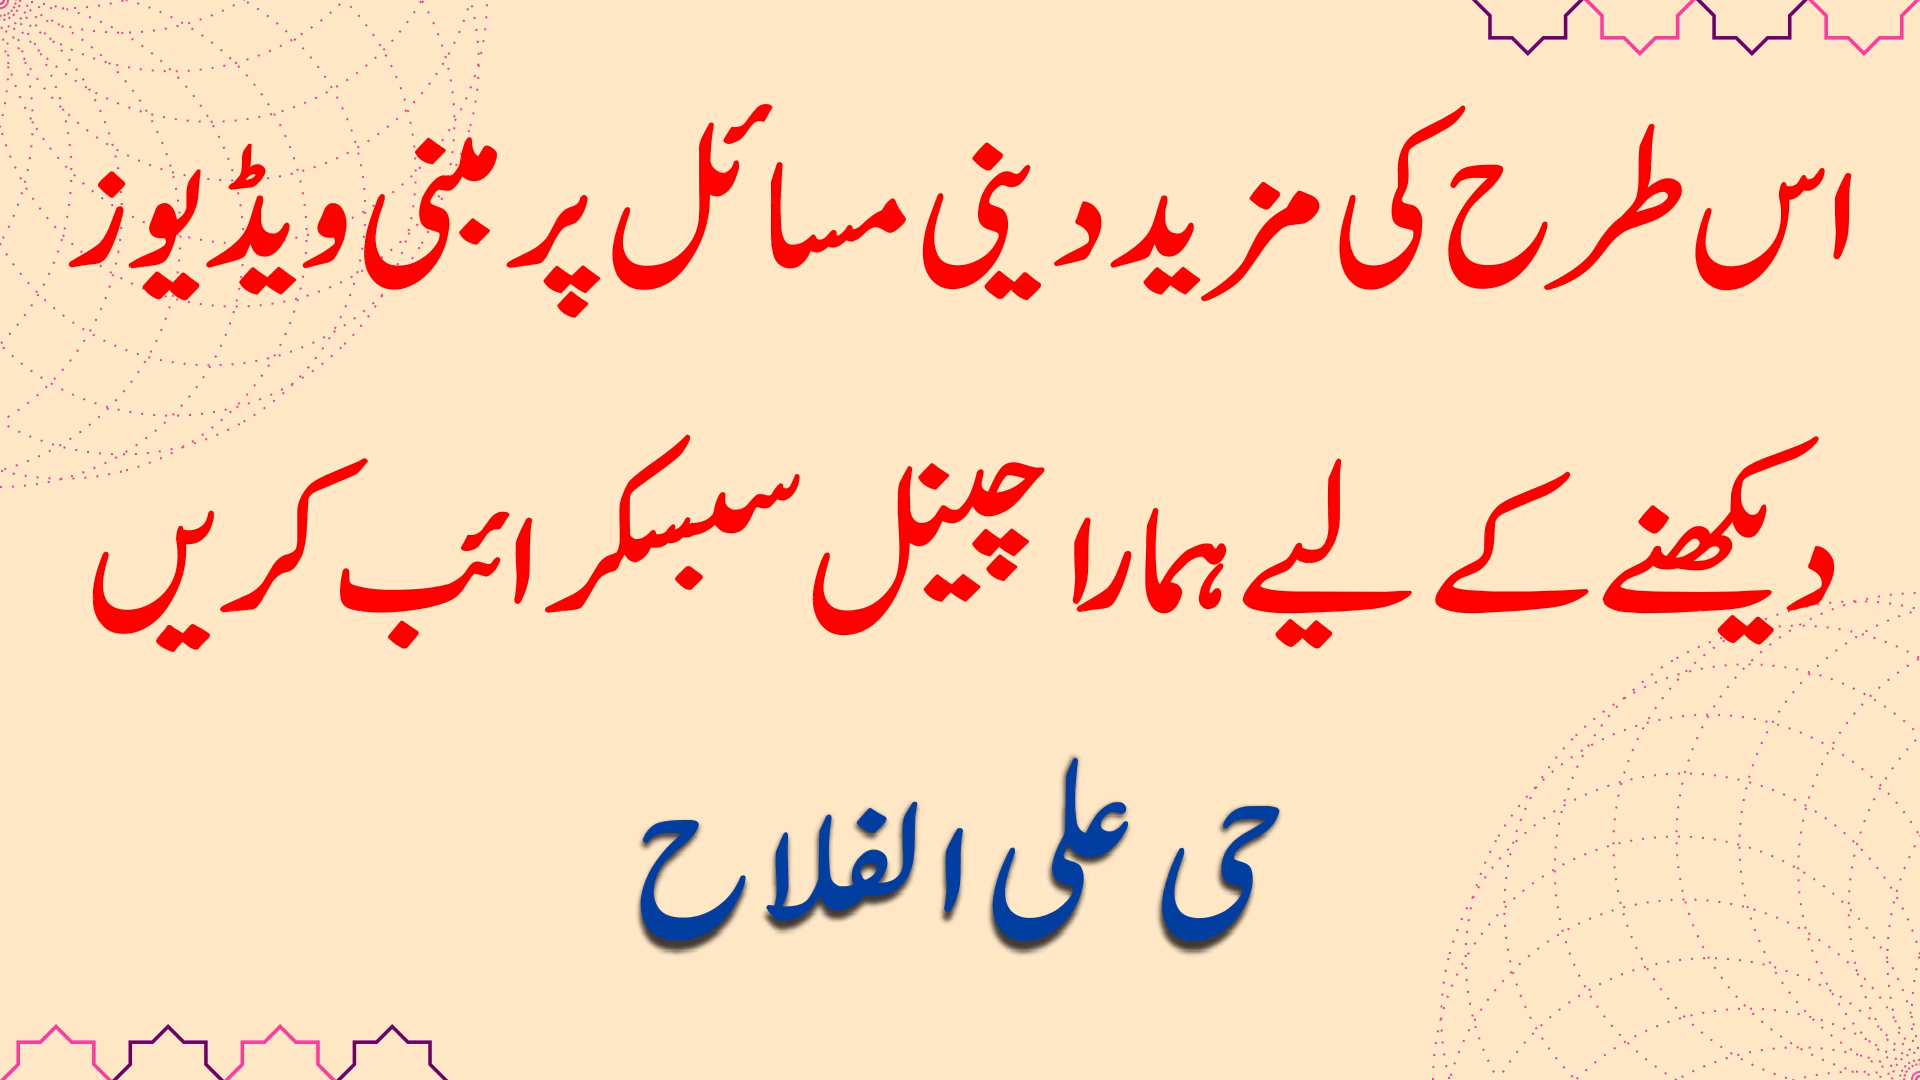 اس طرح کی مزید دینی مسائل پر مبنی ویڈیوز
دیکھنے کے لیے ہمارا چینل سبسکرائب کریں
حی علی الفلاح